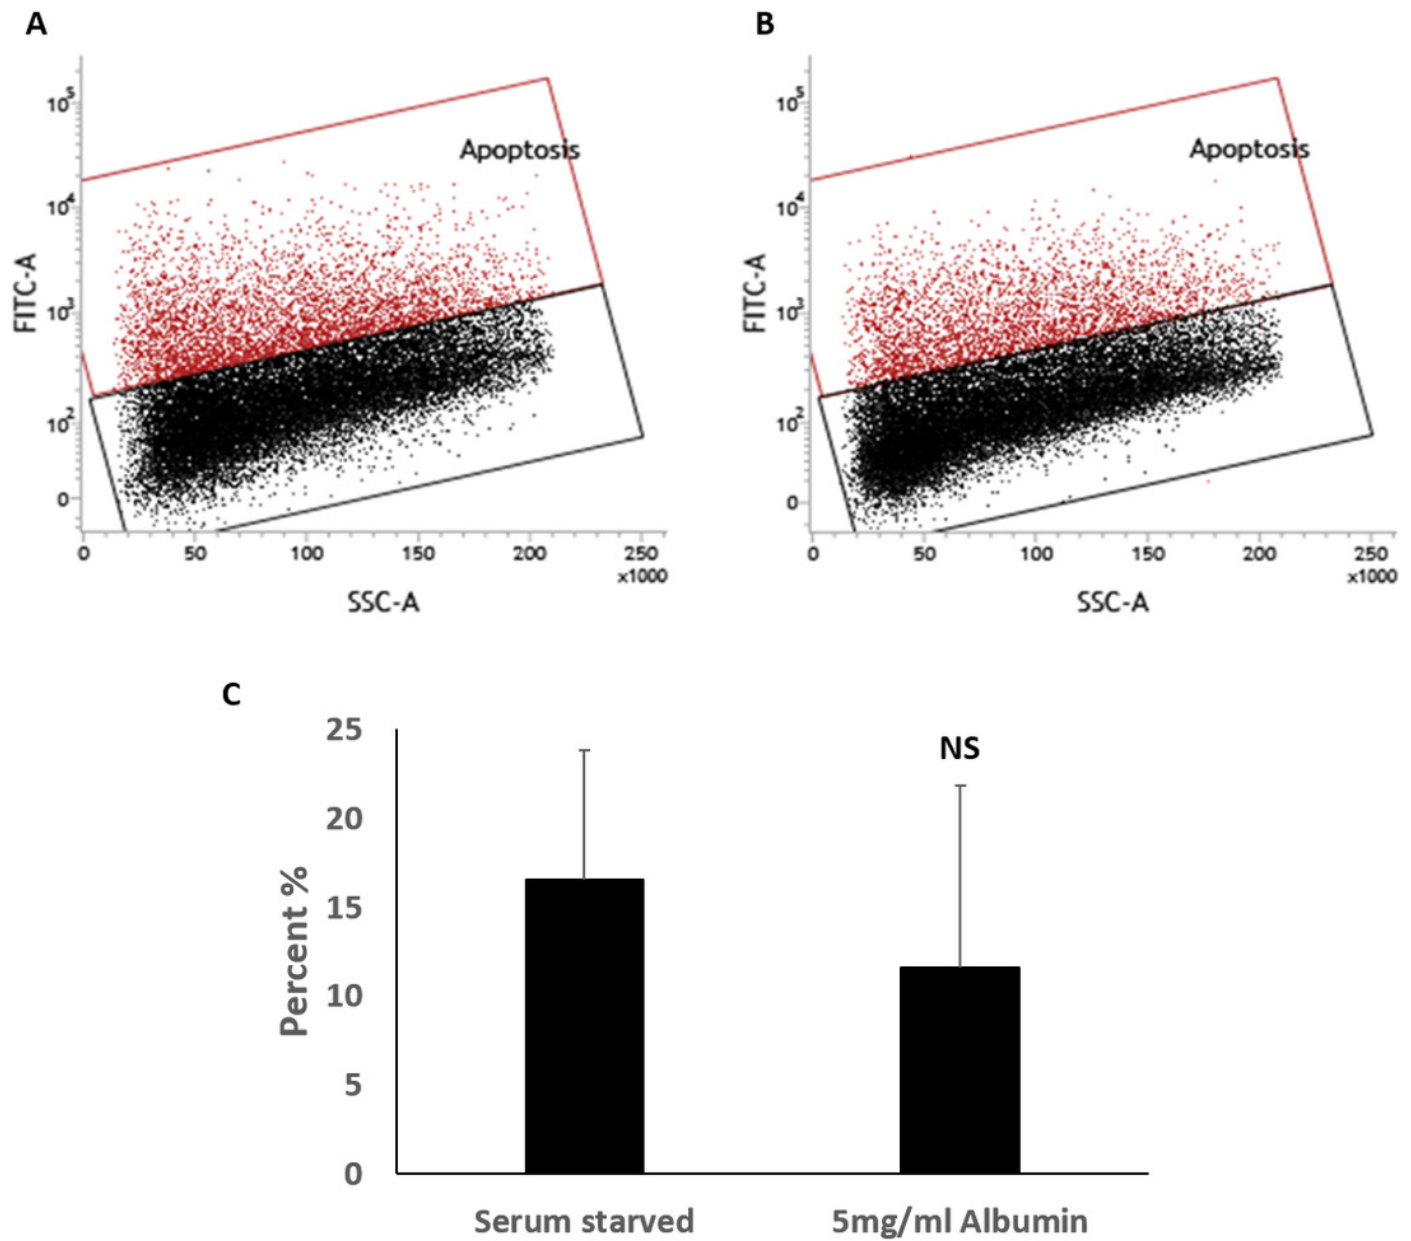 A
B
10^5
10^4
10^3
10^2
0
FITC-A
Apoptosis
0 50 100 150 200 250
x1000
SSC-A
10^5
10^4
10^3
10^2
0
FITC-A
Apoptosis
0 50 100 150 200 250
x1000
SSC-A
C
25
20
15
10
5
0
Percent %
NS
Serum starved
5mg/ml Albumin